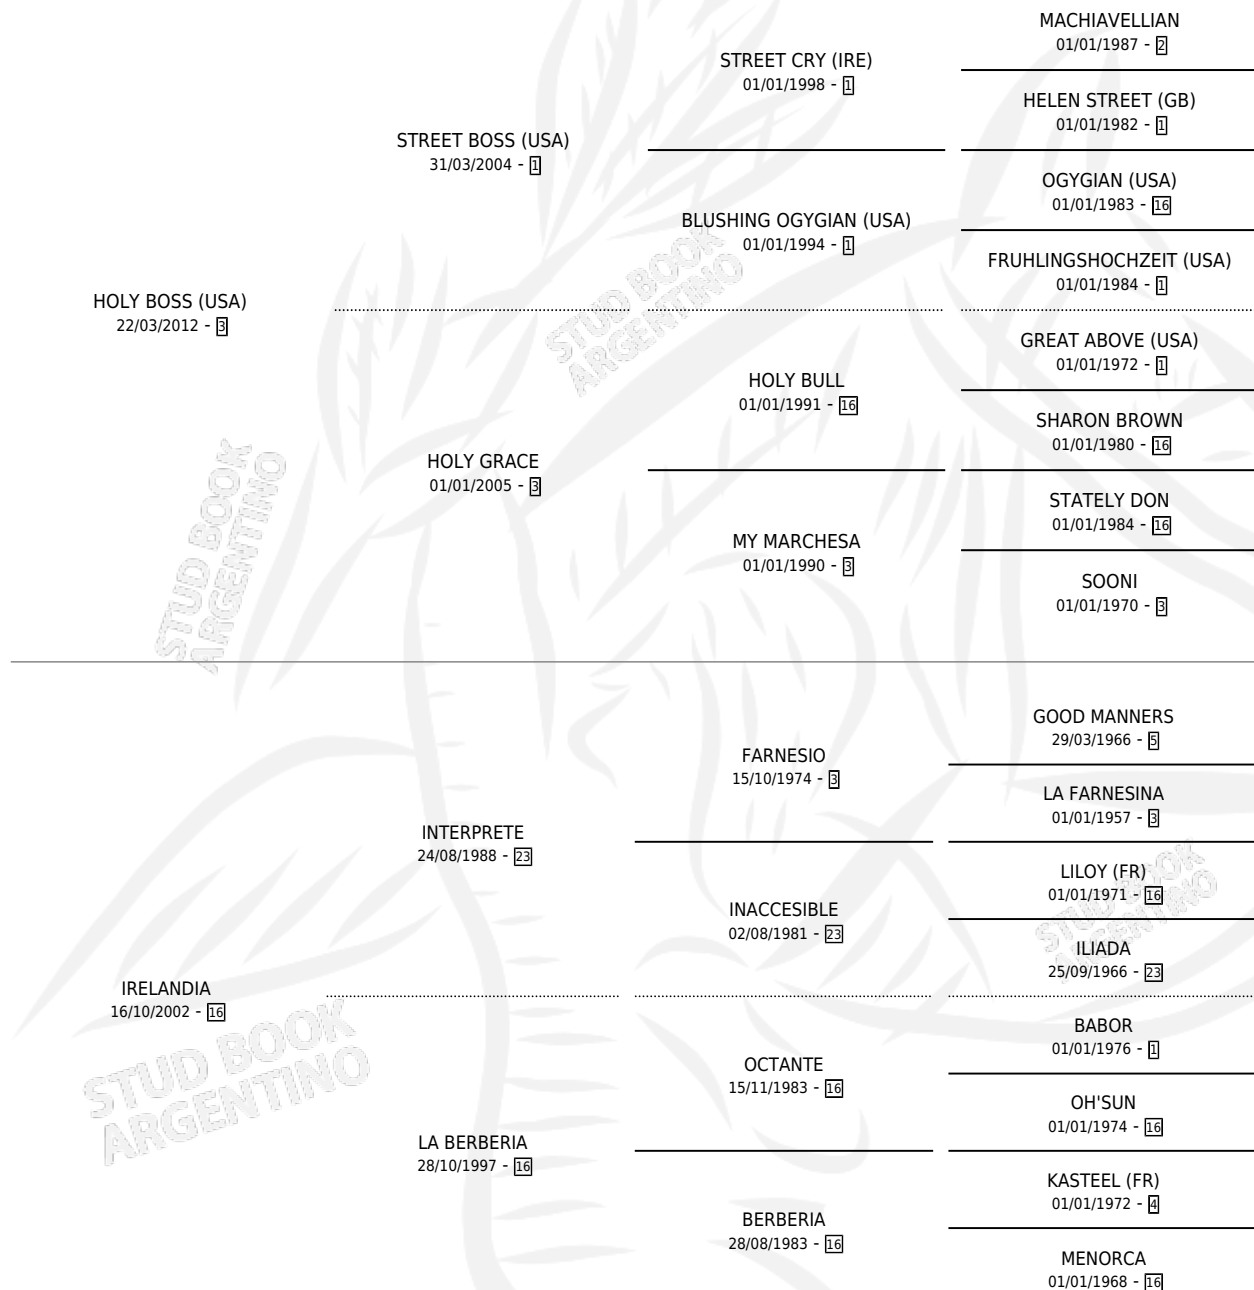 MACHIAVELLIAN
01/01/1987 - 2
STREET CRY (IRE)
01/01/1998 - 1
HELEN STREET (GB)
01/01/1982 - 1
STREET BOSS (USA)
31/03/2004 - 1
OGYGIAN (USA)
01/01/1983 - 16
BLUSHING OGYGIAN (USA)
01/01/1994 - 1
FRUHLINGSHOCHZEIT (USA)
01/01/1984 - 1
HOLY BOSS (USA)
22/03/2012 - 3
GREAT ABOVE (USA)
01/01/1972 - 1
HOLY BULL
01/01/1991 - 16
SHARON BROWN
01/01/1980 - 16
HOLY GRACE
01/01/2005 - 3
STATELY DON
01/01/1984 - 16
MY MARCHESA
01/01/1990 - 3
SOONI
01/01/1970 - 3
GOOD MANNERS
29/03/1966 - 5
FARNESIO
15/10/1974 - 3
LA FARNESINA
01/01/1957 - 3
INTERPRETE
24/08/1988 - 23
LILOY (FR)
01/01/1971 - 16
INACCESIBLE
02/08/1981 - 23
ILIADA
25/09/1966 - 23
IRELANDIA
16/10/2002 - 16
BABOR
01/01/1976 - 1
OCTANTE
15/11/1983 - 16
OH'SUN
01/01/1974 - 16
LA BERBERIA
28/10/1997 - 16
KASTEEL (FR)
01/01/1972 - 4
BERBERIA
28/08/1983 - 16
MENORCA
01/01/1968 - 16
STUD BOOK
ARGENTINO
STUD BOOK
ARGENTINO
STUD BOOK
ARGENTINO
STUD BOOK
ARGENTINO